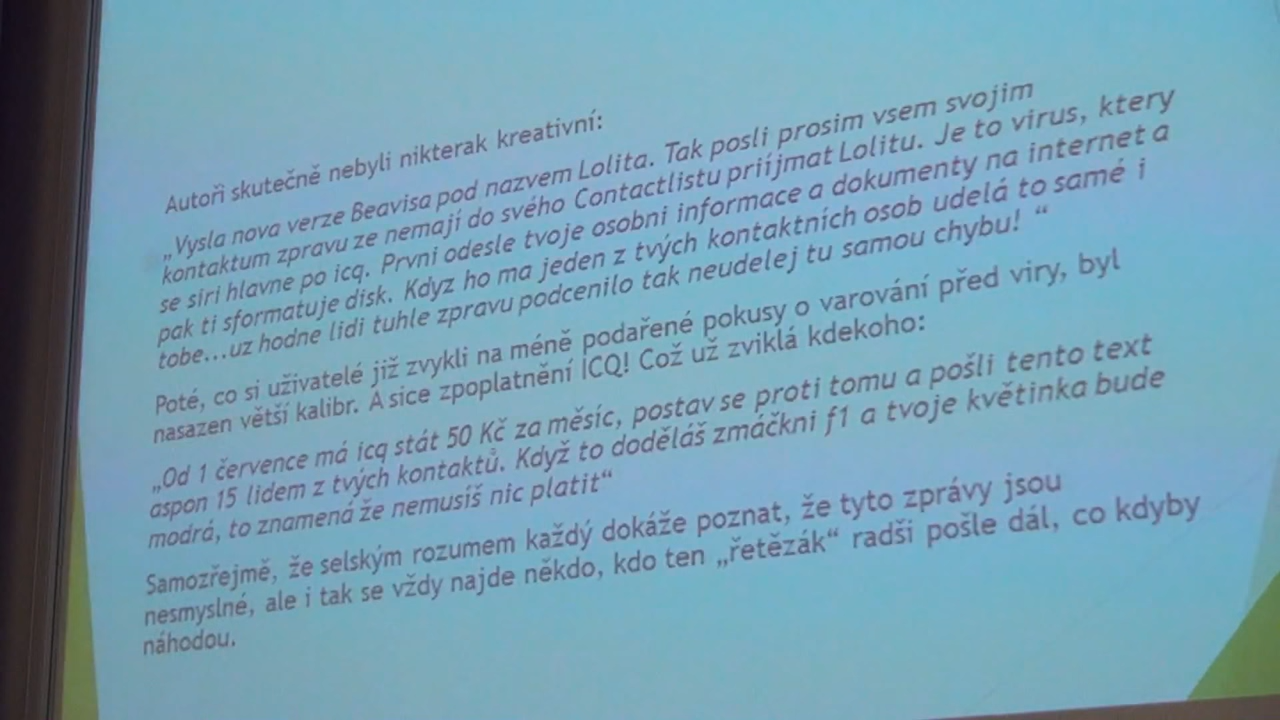 Autoři skutečně nebyli nikterak kreativní:
„Vysla nova verze Beavisa pod nazvem Lolita. Tak posli prosim vsem svojim
kontaktum zpravu ze nemají do svého Contactlistu priíjmat Lolitu. Je to virus, ktery
se siri hlavne po icq. Prvni odesle tvoje osobni informace a dokumenty na internet a
pak ti sformatuje disk. Kdyz ho ma jeden z tvých kontaktních osob udelá to samé i
tobe...uz hodne lidi tuhle zpravu podcenilo tak neudelej tu samou chybu! “
Poté, co si uživatelé již zvykli na méně podařené pokusy o varování před viry, byl
nasazen větší kalibr. A sice zpoplatnění ICQ! Což už zviklá kdekoho:
„Od 1 července má icq stát 50 Kč za měsíc, postav se proti tomu a pošli tento text
aspon 15 lidem z tvých kontaktů. Když to doděláš zmáčkni f1 a tvoje květinka bude
modrá, to znamená že nemusíš nic platit“
Samozřejmě, že selským rozumem každý dokáže poznat, že tyto zprávy jsou
nesmyslné, ale i tak se vždy najde někdo, kdo ten „řetězák“ radši pošle dál, co kdyby
náhodou.